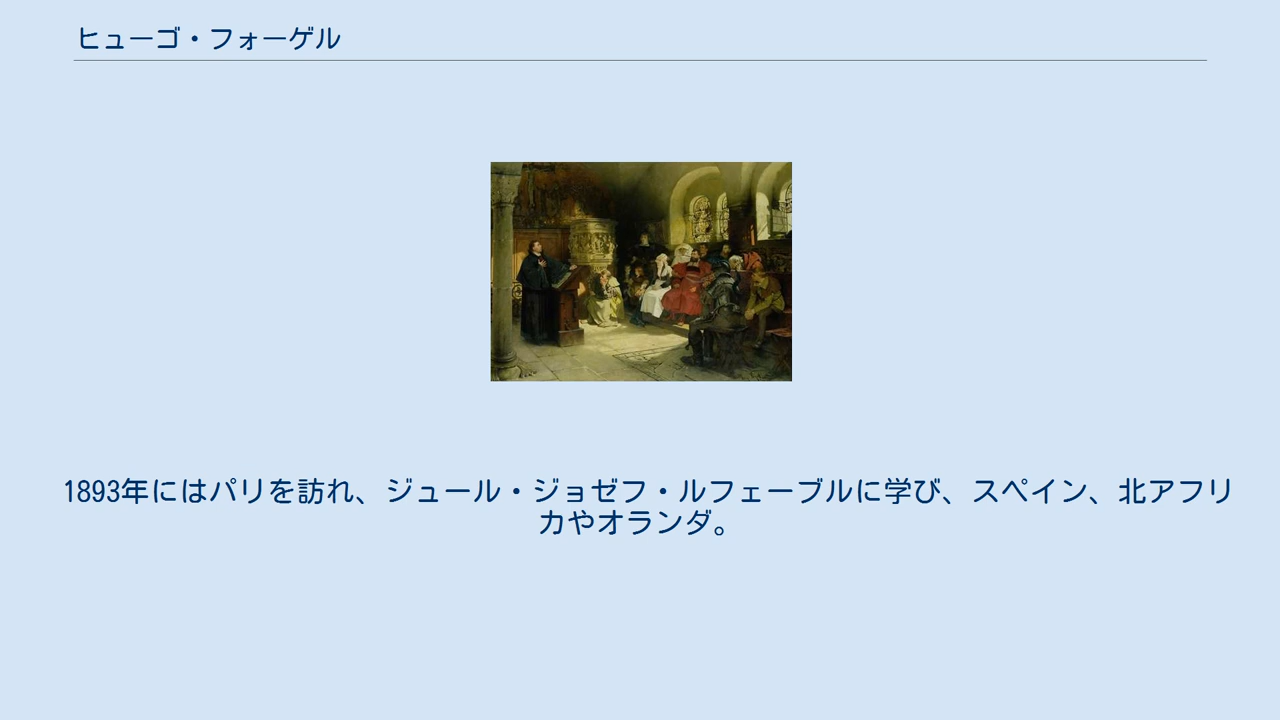 ヒューゴ・フォーゲル
1893年にはパリを訪れ、ジュール・ジョゼフ・ルフェーブルに学び、スペイン、北アフリ
カやオランダ。